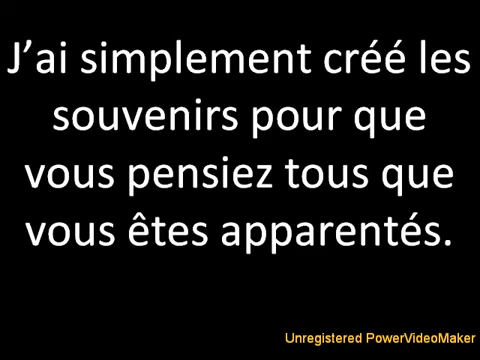 J’ai simplement créé les
souvenirs pour que
vous pensiez tous que
vous êtes apparentés.
Unregistered PowerVideoMaker